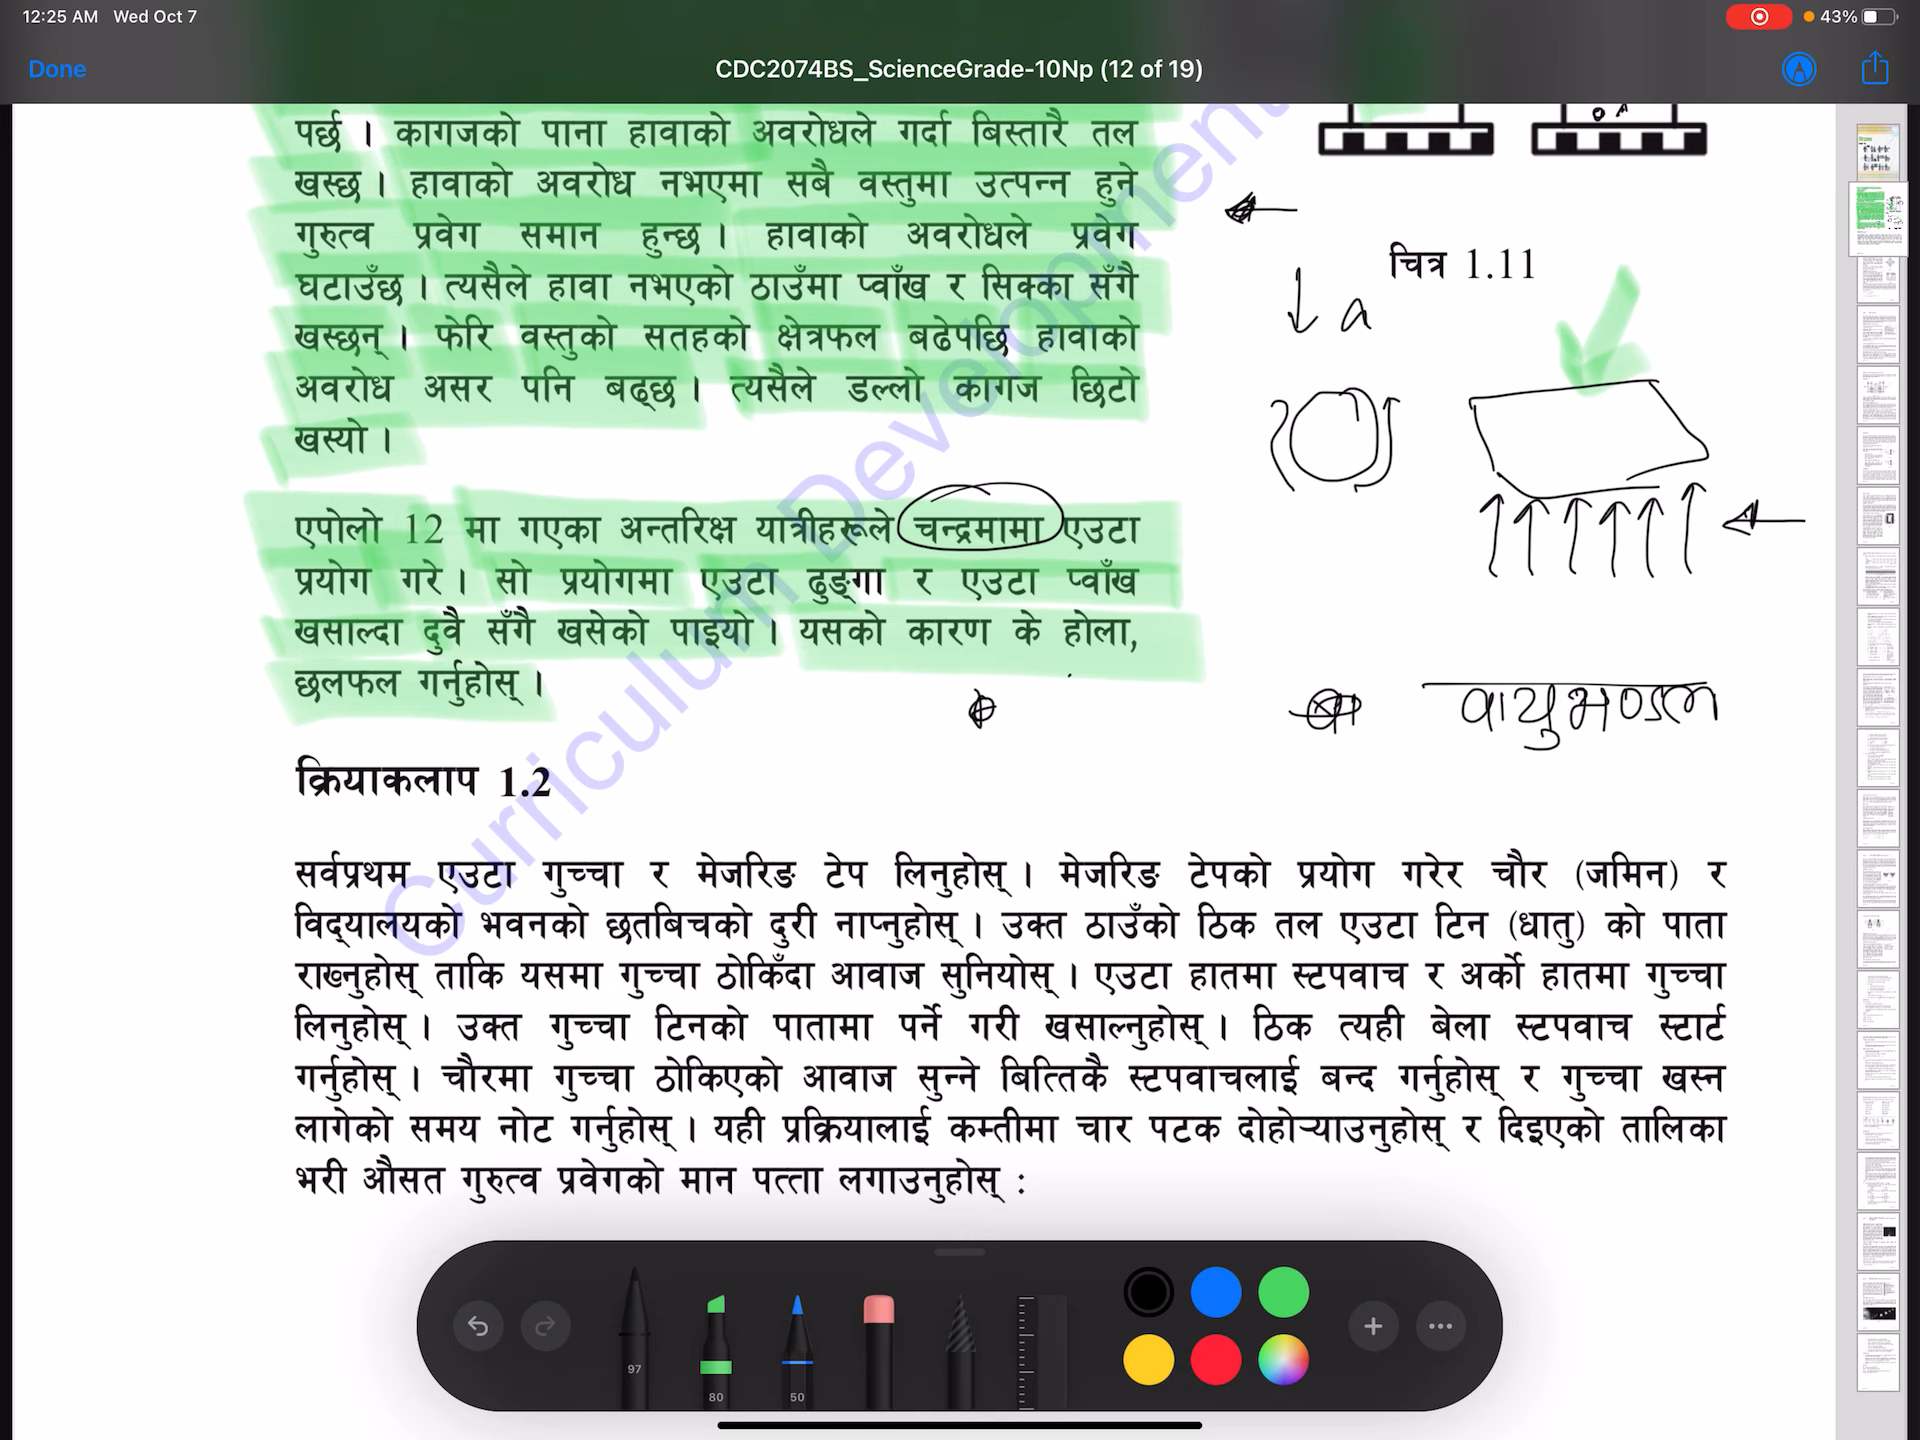 12:25 AM Wed Oct 7
43%
Done
CDC2074BS_ScienceGrade-10Np (12 of 19)
पर्छ । कागजको पाना हावाको अवरोधले गर्दा बिस्तारै तल
खस्छ । हावाको अवरोध नभएमा सबै वस्तुमा उत्पन्न हुने
गुरुत्व प्रवेग समान हुन्छ । हावाको अवरोधले प्रवेग
घटाउँछ । त्यसैले हावा नभएको ठाउँमा प्वाँख र सिक्का सँगै
खस्छन् । फेरि वस्तुको सतहको क्षेत्रफल बढेपछि हावाको
अवरोध असर पनि बढ्छ । त्यसैले डल्लो कागज छिटो
खस्यो ।
चित्र 1.11
a
एपोलो 12 मा गएका अन्तरिक्ष यात्रीहरूले चन्द्रमामा एउटा
प्रयोग गरे । सो प्रयोगमा एउटा ढुङ्गा र एउटा प्वाँख
खसाल्दा दुवै सँगै खसेको पाइयो । यसको कारण के होला,
छलफल गर्नुहोस् ।
वायुमण्डल
क्रियाकलाप 1.2
सर्वप्रथम एउटा गुच्चा र मेजरिङ टेप लिनुहोस् । मेजरिङ टेपको प्रयोग गरेर चौर (जमिन) र
विद्यालयको भवनको छतबिचको दुरी नाप्नुहोस् । उक्त ठाउँको ठिक तल एउटा टिन (धातु) को पाता
राख्नुहोस् ताकि यसमा गुच्चा ठोकिँदा आवाज सुनियोस् । एउटा हातमा स्टपवाच र अर्को हातमा गुच्चा
लिनुहोस् । उक्त गुच्चा टिनको पातामा पर्ने गरी खसाल्नुहोस् । ठिक त्यही बेला स्टपवाच स्टार्ट
गर्नुहोस् । चौरमा गुच्चा ठोकिएको आवाज सुन्ने बित्तिकै स्टपवाचलाई बन्द गर्नुहोस् र गुच्चा खस्न
लागेको समय नोट गर्नुहोस् । यही प्रक्रियालाई कम्तीमा चार पटक दोहोर्‍याउनुहोस् र दिइएको तालिका
भरी औसत गुरुत्व प्रवेगको मान पत्ता लगाउनुहोस् :
Curriculum Development
97
80
50